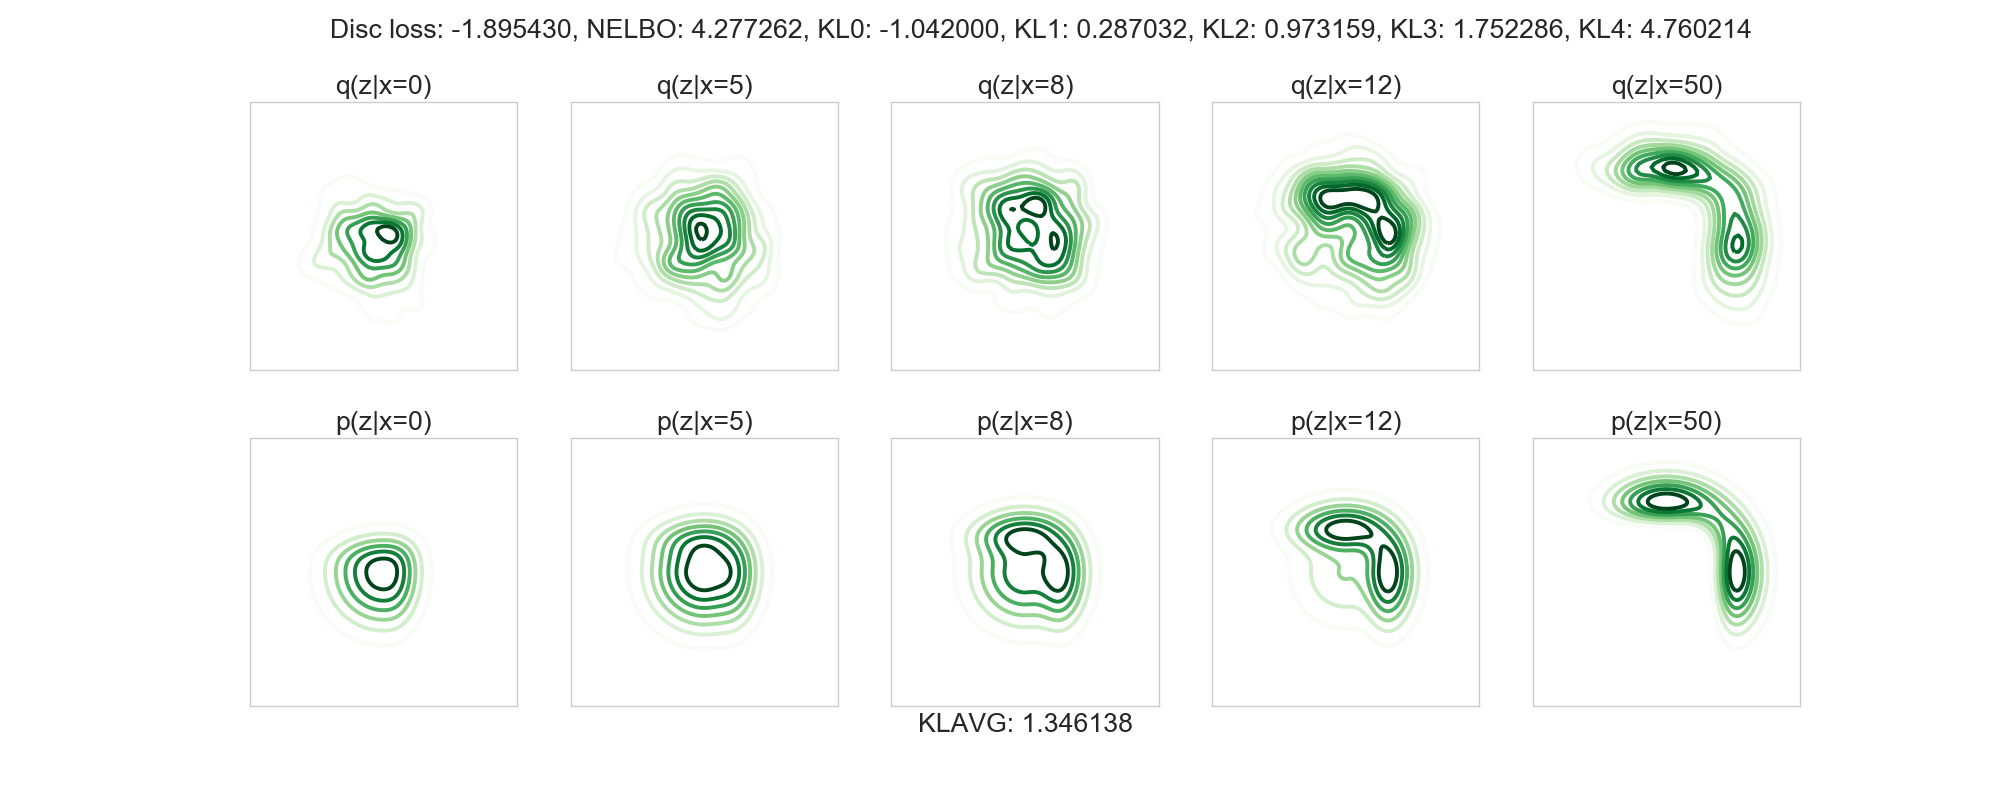 Disc loss: -1.895430, NELBO: 4.277262, KL0: -1.042000, KL1: 0.287032, KL2: 0.973159, KL3: 1.752286, KL4: 4.760214
q(z|x=0) q(z|x=5) q(z|x=8) q(z|x=12) q(z|x=50)
p(z|x=0) p(z|x=5) p(z|x=8) p(z|x=12) p(z|x=50)
KLAVG: 1.346138